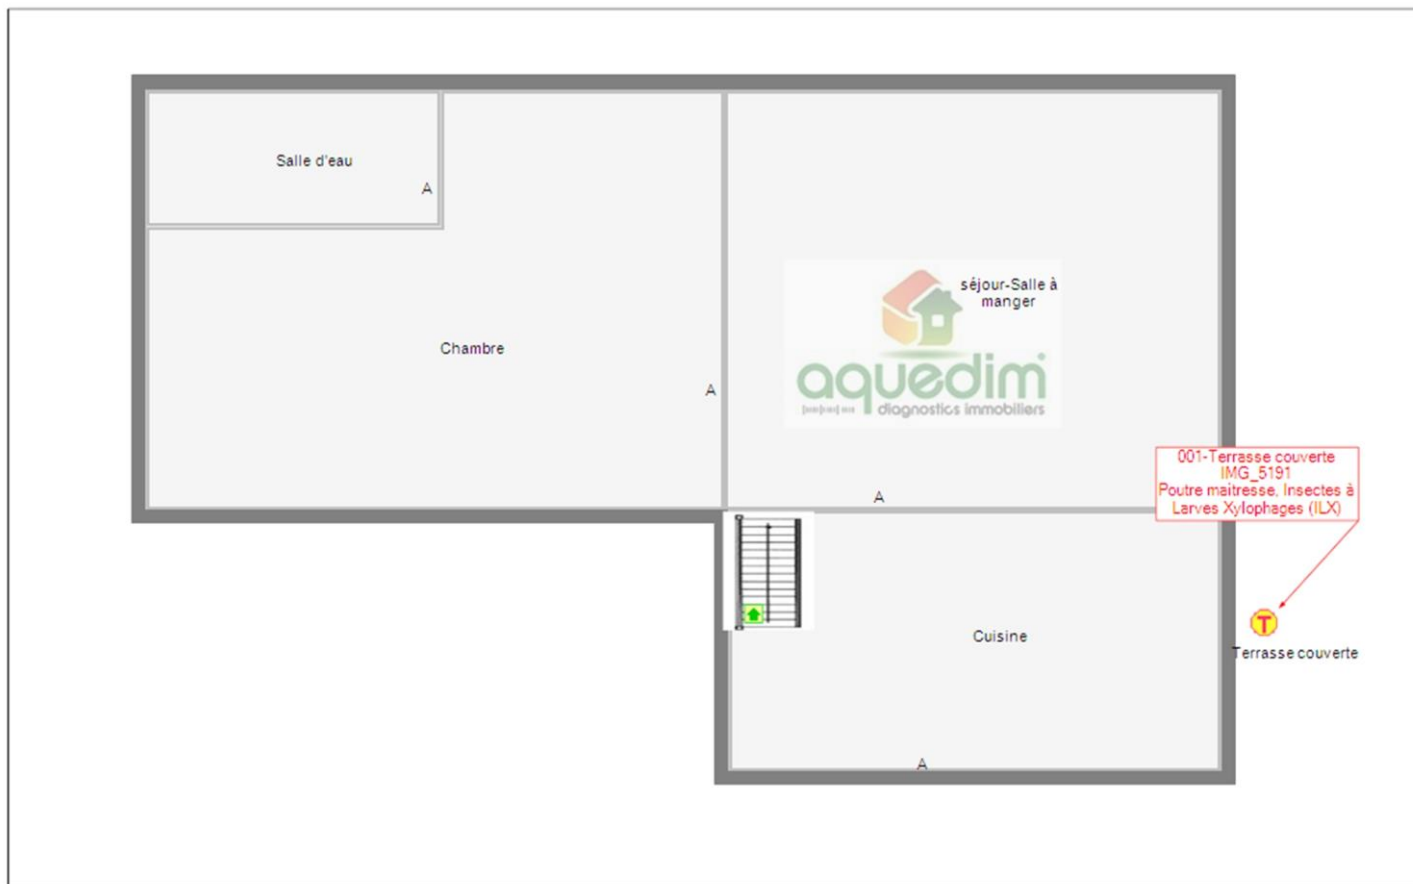 Salle d'eau
A
séjour-Salle à
manger
Chambre
aquedim
diagnostics immobiliers
A
001-Terrasse couverte
IMG_5191
Poutre maitresse, Insectes à
Larves Xylophages (ILX)
A
T
Cuisine
Terrasse couverte
A